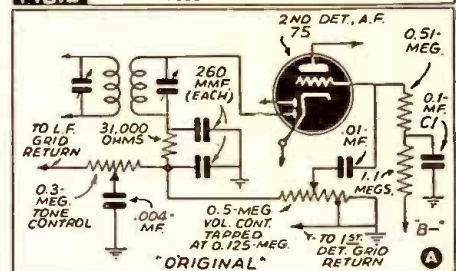 2ND DET., A.F.
75
0.51-
MEG.
0.1-
MF.
C1
260
MMF.
(EACH)
TO I.F.
GRID
RETURN
31,000
OHMS
.01-
MF.
1.1
MEGS.
0.3-
MEG.
TONE
CONTROL
.004-
MF.
0.5-MEG
VOL. CONT.
TAPPED
AT 0.125-MEG.
"B-"
TO 1ST.
DET. GRID
RETURN
"ORIGINAL"
A